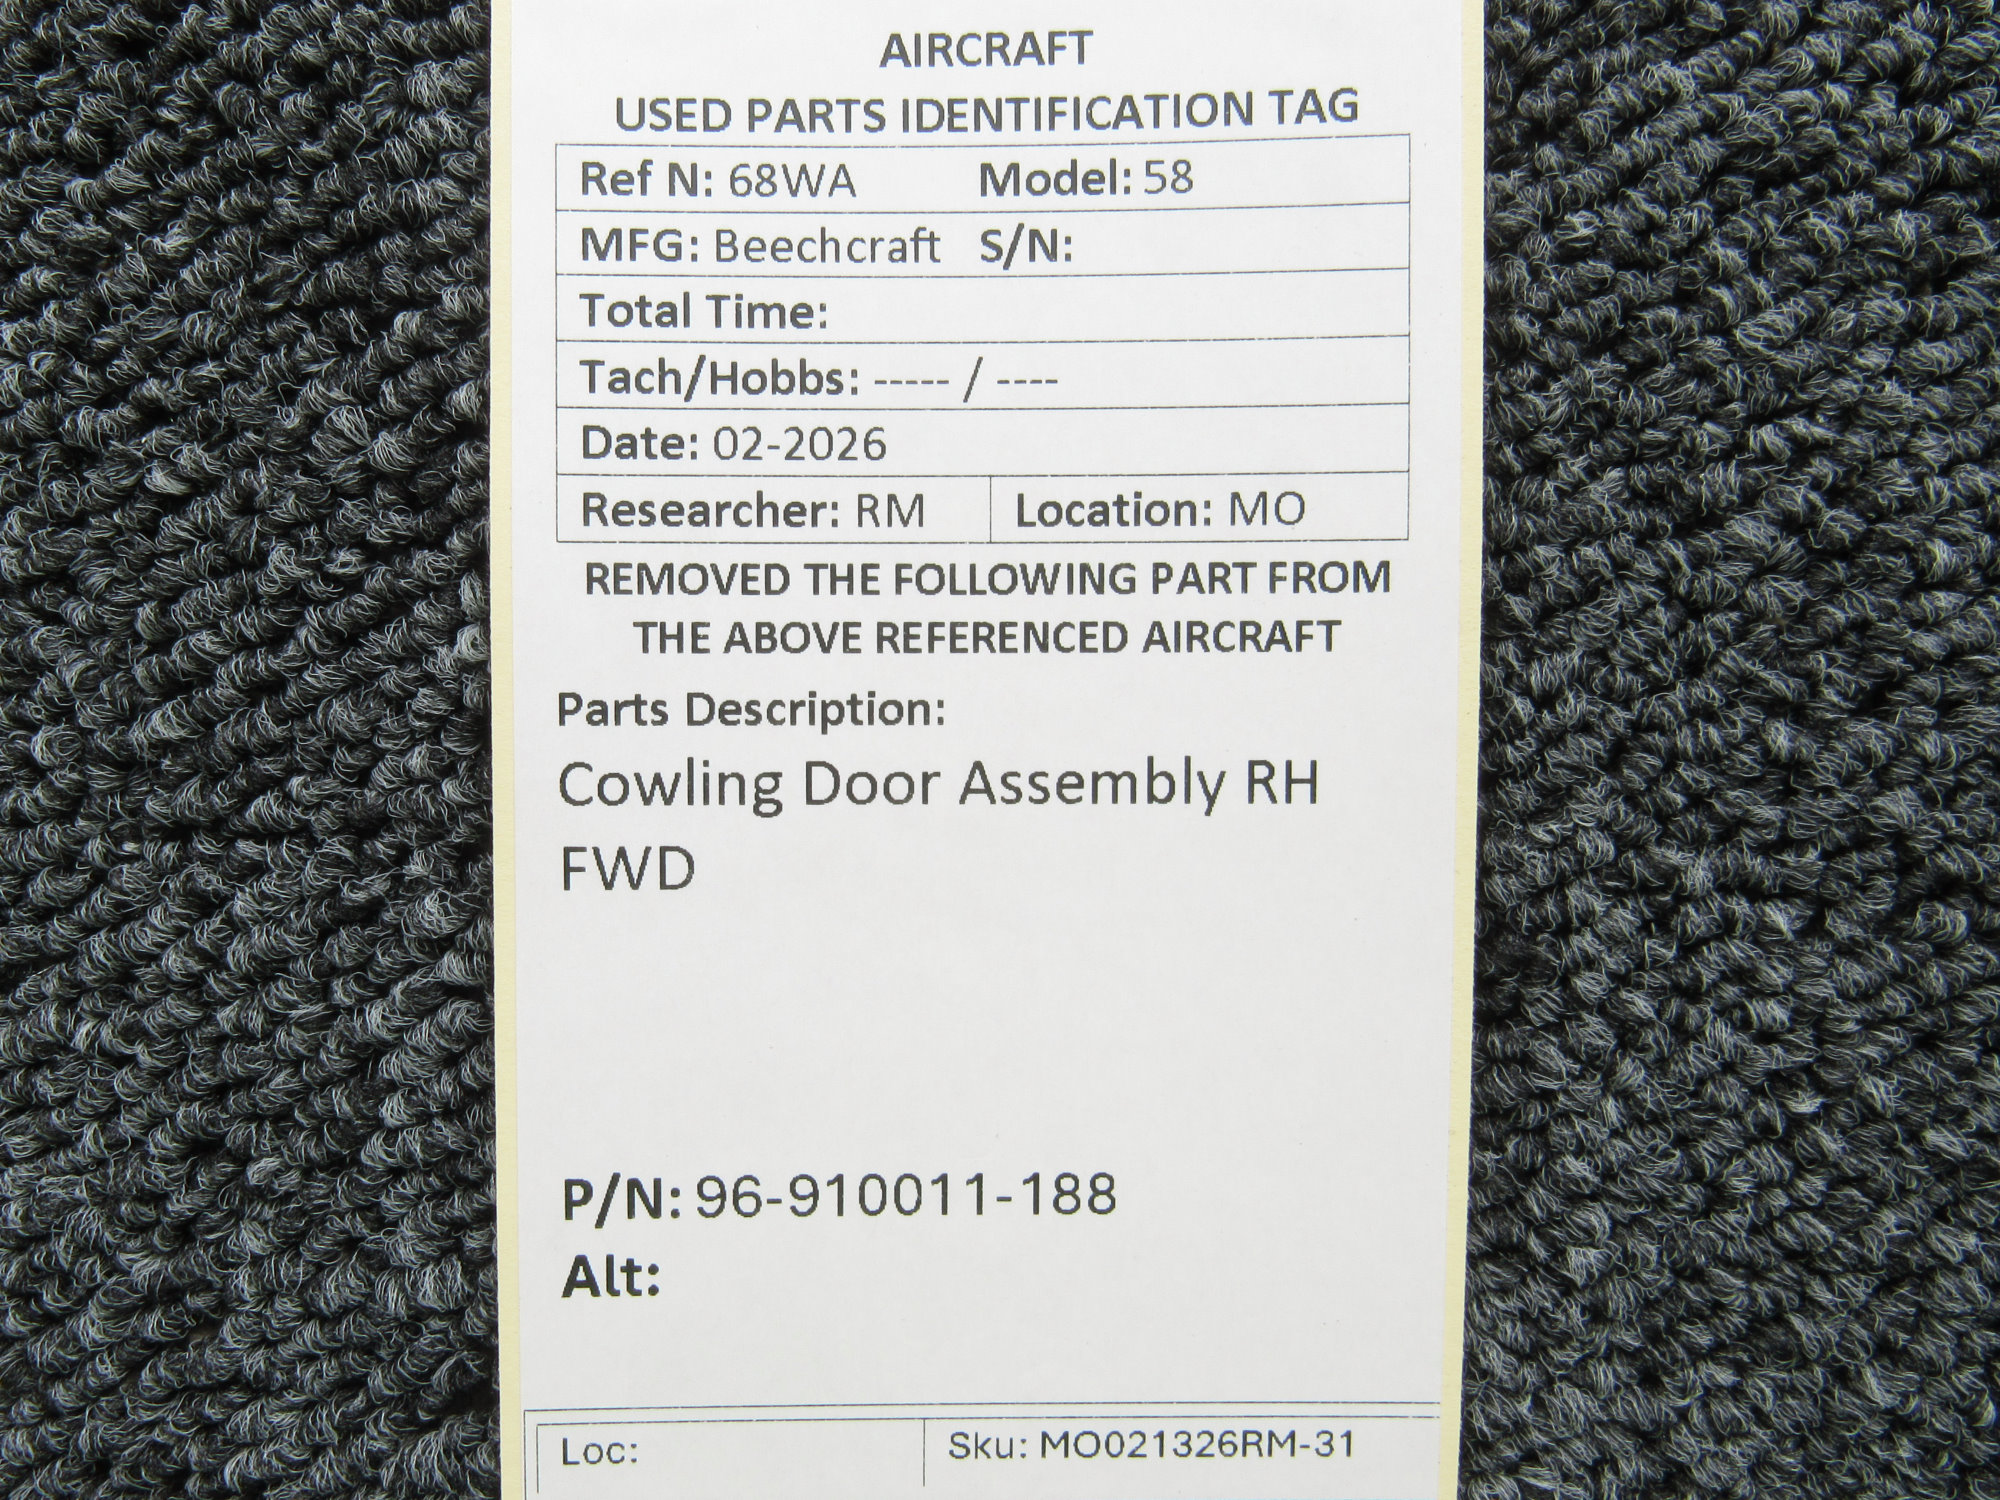 AIRCRAFT
USED PARTS IDENTIFICATION TAG
Ref N: 68WA Model: 58
MFG: Beechcraft S/N:
Total Time:
Tach/Hobbs: ----- / ----
Date: 02-2026
Researcher: RM Location: MO
REMOVED THE FOLLOWING PART FROM
THE ABOVE REFERENCED AIRCRAFT
Parts Description:
Cowling Door Assembly RH
FWD
P/N: 96-910011-188
Alt:
Loc: Sku: MO021326RM-31